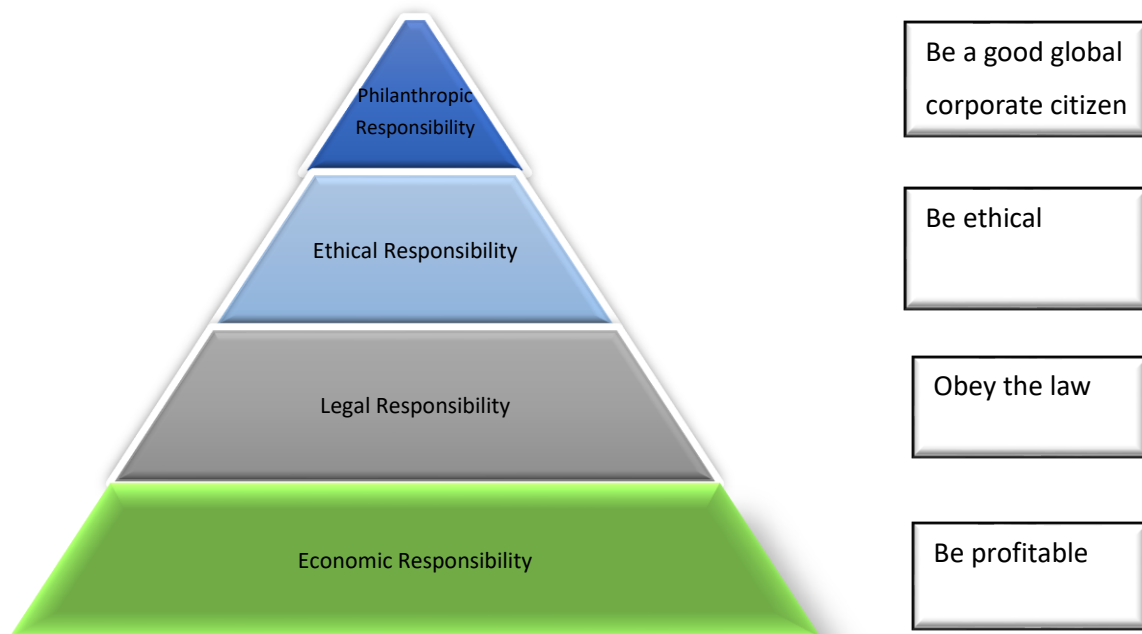 Philanthropic
Responsibility
Be a good global
corporate citizen
Ethical Responsibility
Be ethical
Legal Responsibility
Obey the law
Economic Responsibility
Be profitable